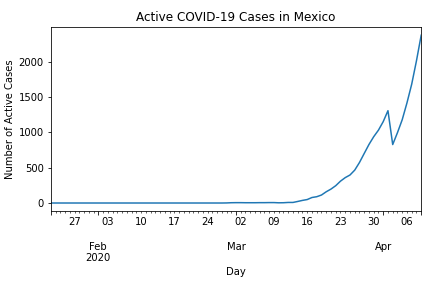 Active COVID-19 Cases in Mexico
Number of Active Cases
2000
1500
1000
500
0
27 03 10 17 24 02 09 16 23 30 06
Feb Mar Apr
2020
Day